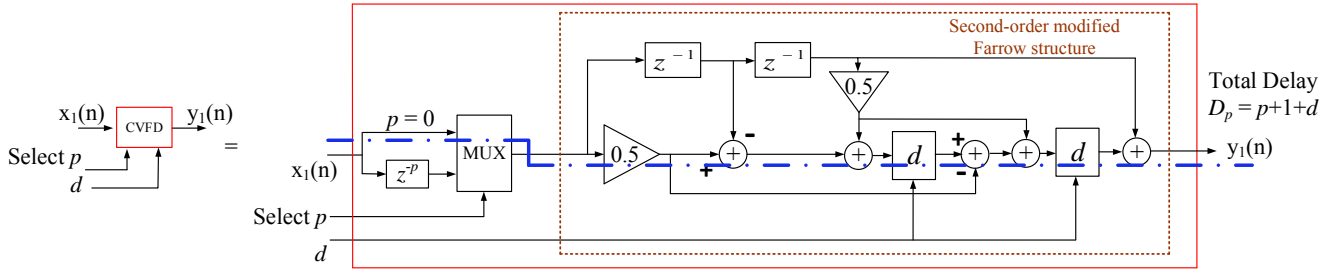 x₁(n)
CVFD
y₁(n)
Select p
d
=
x₁(n)
p = 0
z⁻ᵖ
MUX
Select p
d
Second-order modified
Farrow structure
z ⁻¹
z ⁻¹
0.5
0.5
-
+
+
+
d
+
-
+
+
d
+
Total Delay
Dₚ = p+1+d
y₁(n)